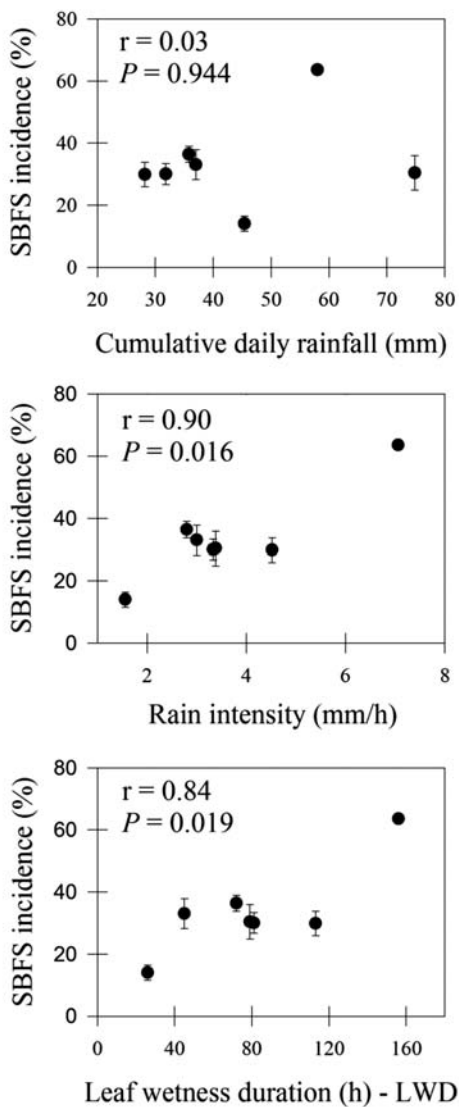 r = 0.03
P = 0.944
SBFS incidence (%)
80
60
40
20
0
20 30 40 50 60 70 80
Cumulative daily rainfall (mm)
r = 0.90
P = 0.016
SBFS incidence (%)
80
60
40
20
0
2 4 6 8
Rain intensity (mm/h)
r = 0.84
P = 0.019
SBFS incidence (%)
80
60
40
20
0
0 40 80 120 160
Leaf wetness duration (h) - LWD